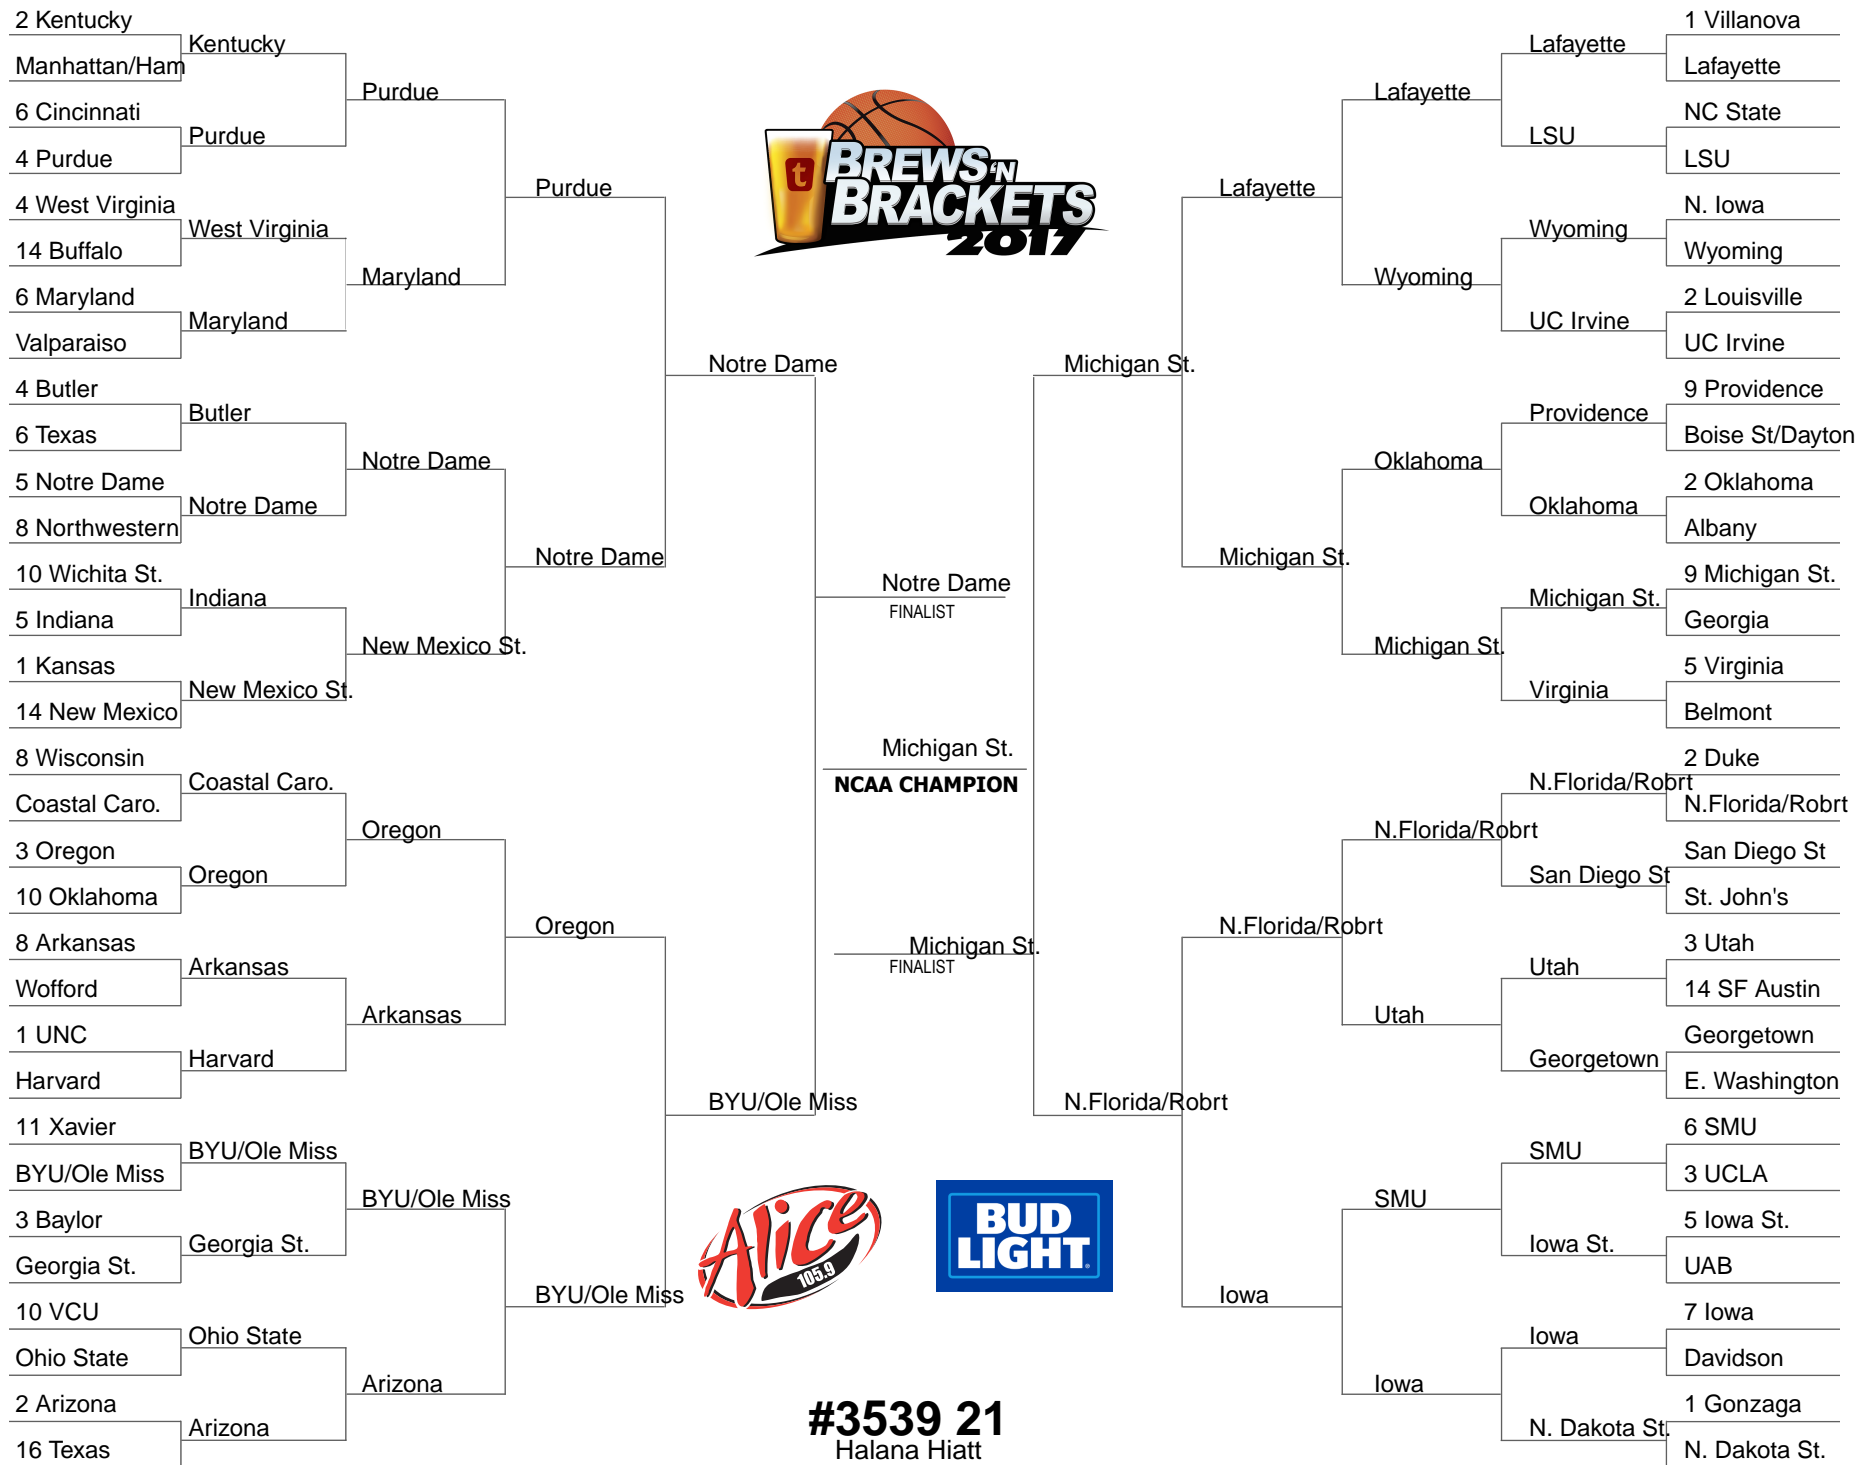 2 Kentucky
Manhattan/Ham
6 Cincinnati
4 Purdue
4 West Virginia
14 Buffalo
6 Maryland
Valparaiso
4 Butler
6 Texas
5 Notre Dame
8 Northwestern
10 Wichita St.
5 Indiana
1 Kansas
14 New Mexico
8 Wisconsin
Coastal Caro.
3 Oregon
10 Oklahoma
8 Arkansas
Wofford
1 UNC
Harvard
11 Xavier
BYU/Ole Miss
3 Baylor
Georgia St.
10 VCU
Ohio State
2 Arizona
16 Texas
Kentucky
Purdue
West Virginia
Maryland
Butler
Notre Dame
Indiana
New Mexico St.
Coastal Caro.
Oregon
Arkansas
Harvard
BYU/Ole Miss
Georgia St.
Ohio State
Arizona
Purdue
Maryland
Notre Dame
New Mexico St.
Oregon
Arkansas
BYU/Ole Miss
Arizona
Purdue
Notre Dame
Oregon
BYU/Ole Miss
Notre Dame
BYU/Ole Miss
t
BREWS 'N
BRACKETS
2017
Notre Dame
FINALIST
Michigan St.
NCAA CHAMPION
Michigan St.
FINALIST
Alice
105.9
BUD
LIGHT
#3539 21
Halana Hiatt
Michigan St.
N.Florida/Robrt
Lafayette
Michigan St.
N.Florida/Robrt
Iowa
Lafayette
Wyoming
Oklahoma
Michigan St.
N.Florida/Robrt
Utah
SMU
Iowa
Lafayette
LSU
Wyoming
UC Irvine
Providence
Oklahoma
Michigan St.
Virginia
N.Florida/Robrt
San Diego St
Utah
Georgetown
SMU
Iowa St.
Iowa
N. Dakota St.
1 Villanova
Lafayette
NC State
LSU
N. Iowa
Wyoming
2 Louisville
UC Irvine
9 Providence
Boise St/Dayton
2 Oklahoma
Albany
9 Michigan St.
Georgia
5 Virginia
Belmont
2 Duke
N.Florida/Robrt
San Diego St
St. John's
3 Utah
14 SF Austin
Georgetown
E. Washington
6 SMU
3 UCLA
5 Iowa St.
UAB
7 Iowa
Davidson
1 Gonzaga
N. Dakota St.